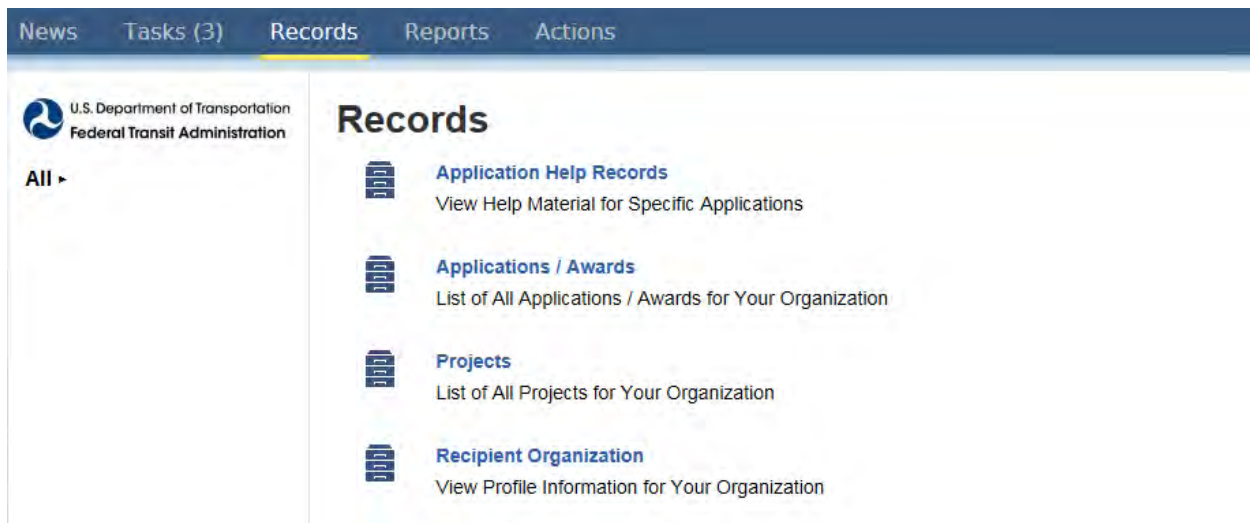 News Tasks (3) Records Reports Actions
U.S. Department of Transportation
Federal Transit Administration
All ▸
Records
Application Help Records
View Help Material for Specific Applications
Applications / Awards
List of All Applications / Awards for Your Organization
Projects
List of All Projects for Your Organization
Recipient Organization
View Profile Information for Your Organization